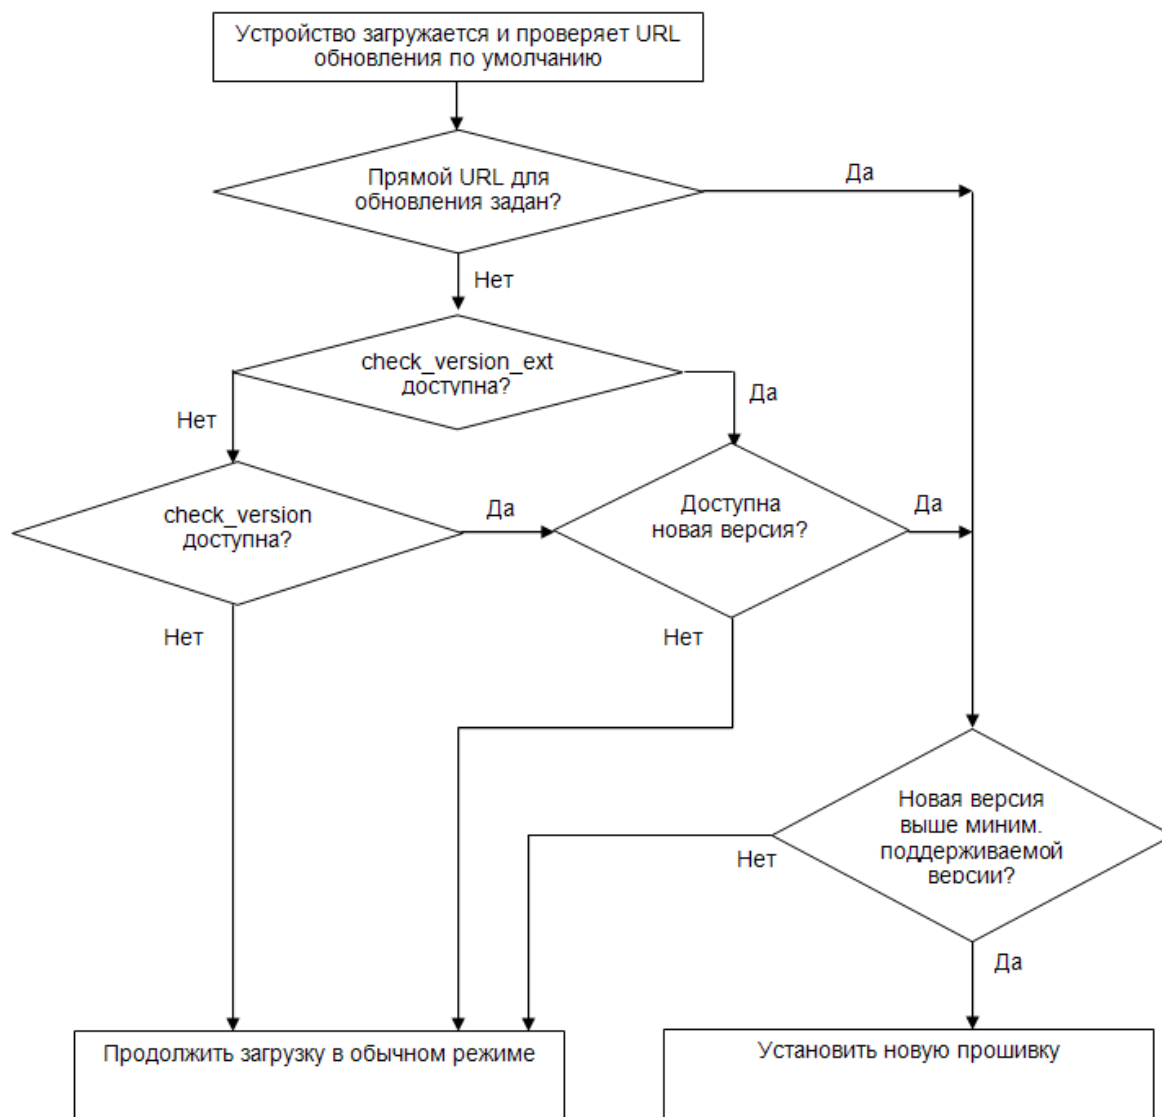 Устройство загружается и проверяет URL
обновления по умолчанию
Прямой URL для
обновления задан?
Да
Нет
check_version_ext
доступна?
Нет
Да
check_version
доступна?
Да
Доступна
новая версия?
Да
Нет
Нет
Новая версия
выше миним.
поддерживаемой
версии?
Нет
Да
Продолжить загрузку в обычном режиме
Установить новую прошивку